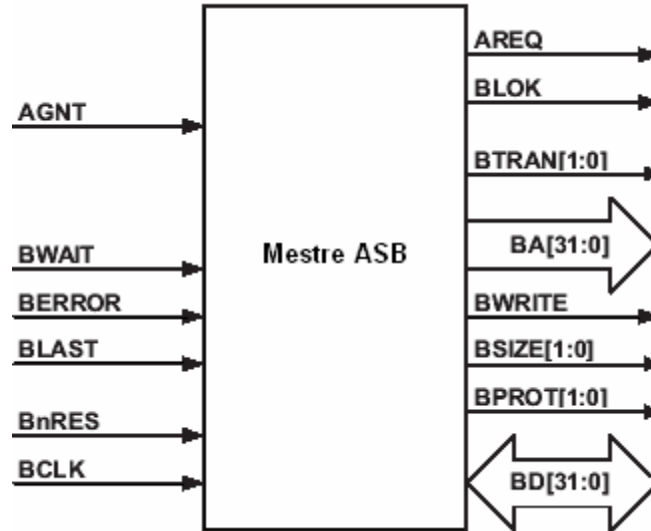 AREQ
BLOK
AGNT
BTRAN[1:0]
BWAIT
Mestre ASB
BA[31:0]
BERROR
BWRITE
BLAST
BSIZE[1:0]
BPROT[1:0]
BnRES
BCLK
BD[31:0]